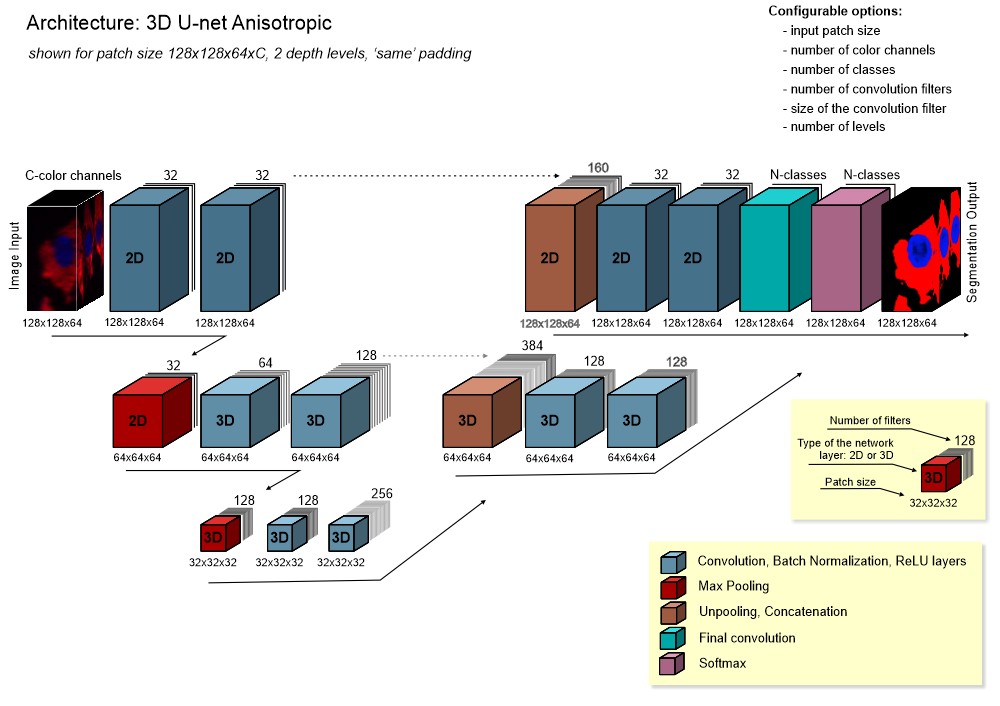 Architecture: 3D U-net Anisotropic
shown for patch size 128x128x64xC, 2 depth levels, ‘same’ padding
Configurable options:
- input patch size
- number of color channels
- number of classes
- number of convolution filters
- size of the convolution filter
- number of levels
C-color channels
32
32
160
32
32
N-classes
N-classes
Image Input
2D
2D
2D
2D
2D
Segmentation Output
128x128x64
128x128x64
128x128x64
128x128x64
128x128x64
128x128x64
128x128x64
128x128x64
128x128x64
32
64
128
384
128
128
2D
3D
3D
3D
3D
3D
64x64x64
64x64x64
64x64x64
64x64x64
64x64x64
64x64x64
128
128
256
3D
3D
3D
32x32x32
32x32x32
32x32x32
Number of filters
128
Type of the network
layer: 2D or 3D
3D
Patch size
32x32x32
Convolution, Batch Normalization, ReLU layers
Max Pooling
Unpooling, Concatenation
Final convolution
Softmax